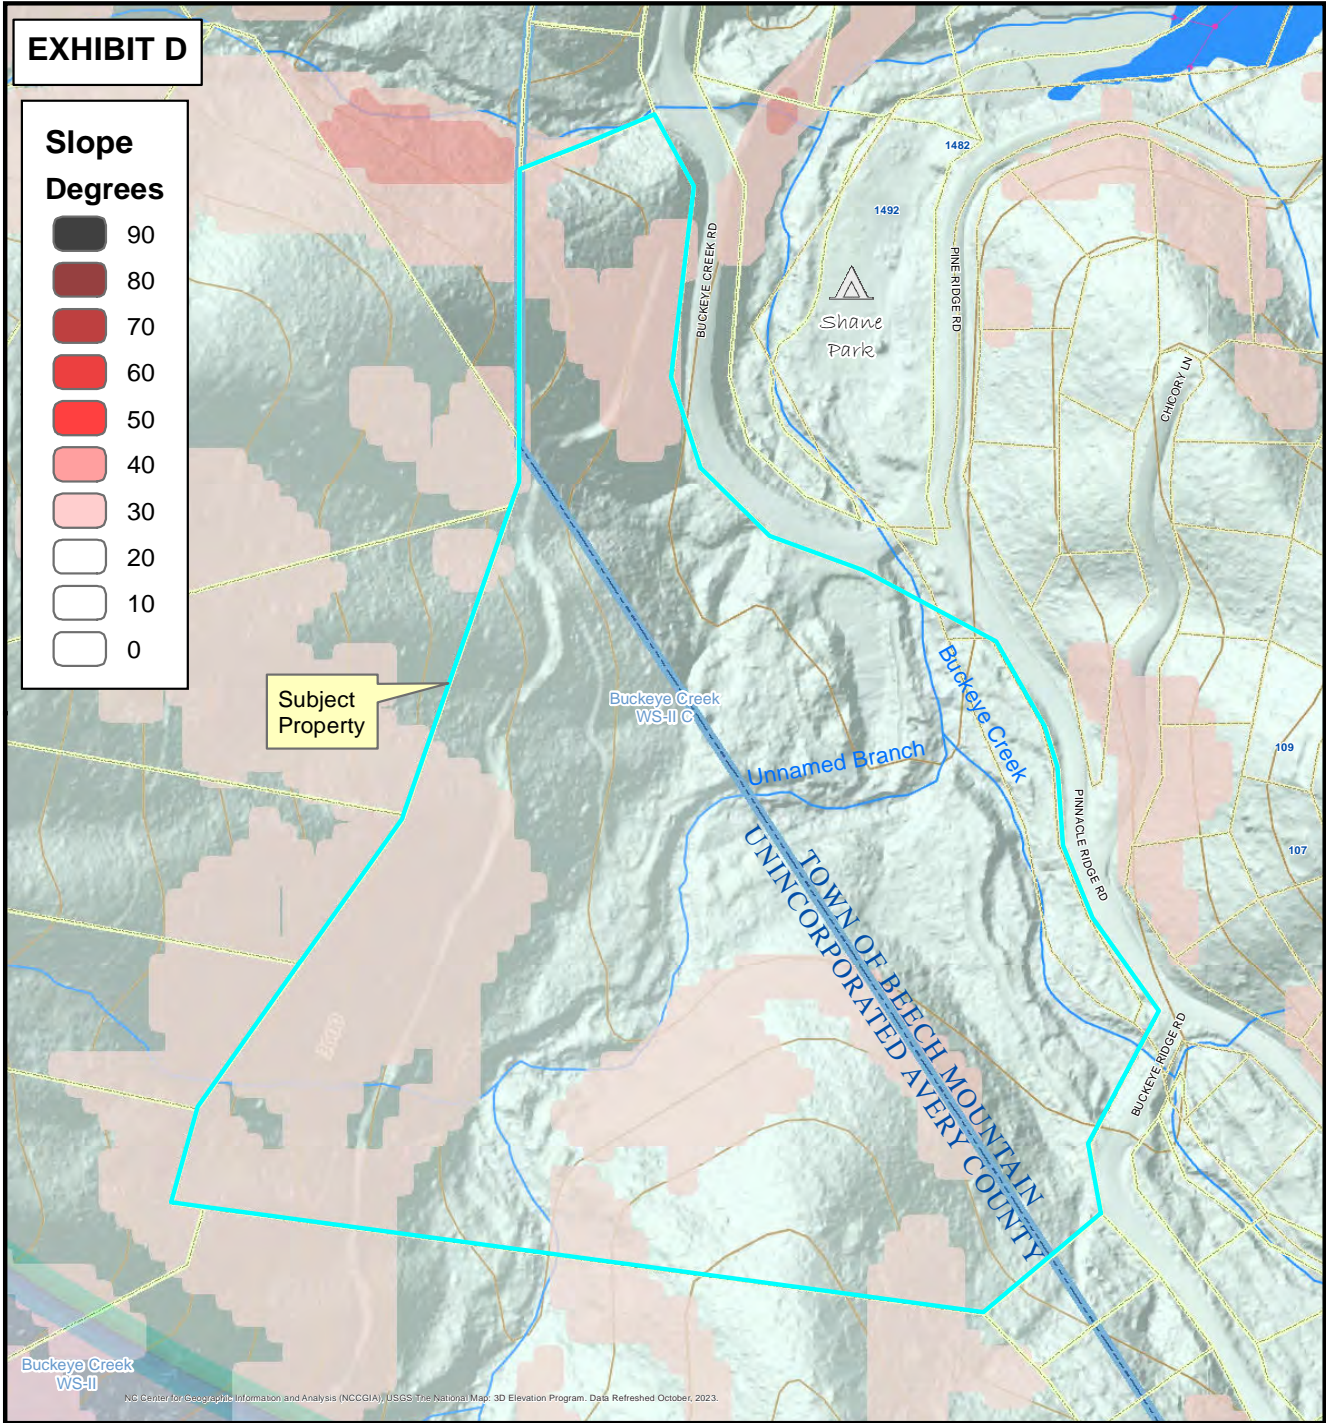 EXHIBIT D
Slope
Degrees
90
80
70
60
50
40
30
20
10
0
1482
1492
BUCKEYE CREEK RD
PINE RIDGE RD
Shane
Park
CHICORY LN
Subject
Property
Buckeye Creek
WS-II C
Buckeye Creek
Unnamed Branch
109
107
PINNACLE RIDGE RD
TOWN OF BEECH MOUNTAIN
UNINCORPORATED AVERY COUNTY
BUCKEYE RIDGE RD
Buckeye Creek
WS-II
NC Center for Geographic Information and Analysis (NCCGIA), USGS The National Map: 3D Elevation Program. Data Refreshed October, 2023.